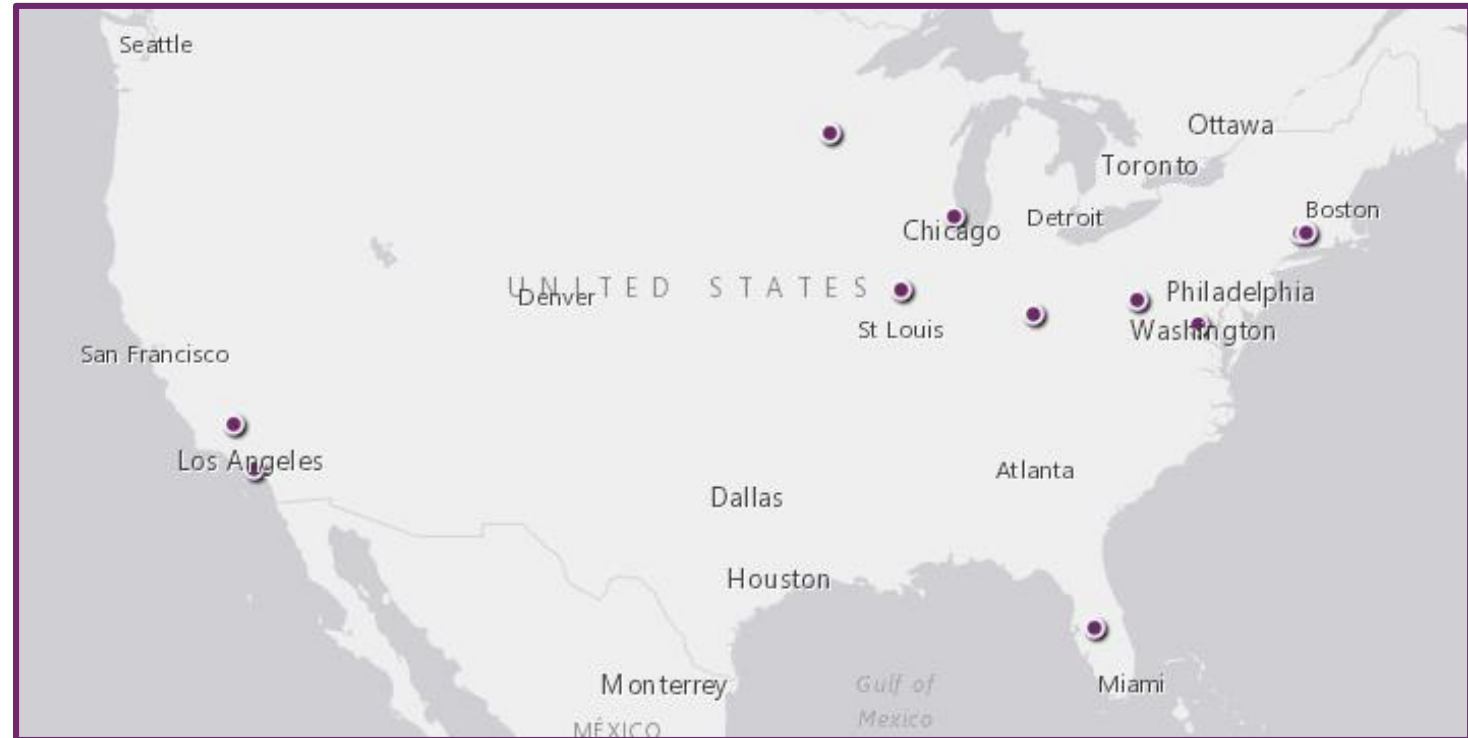 Seattle
Ottawa
Toronto
Boston
Detroit
Chicago
UNITED STATES
Denver
Philadelphia
St Louis
Washington
San Francisco
Los Angeles
Atlanta
Dallas
Houston
Monterrey
Gulf of
Mexico
Miami
MÉXICO